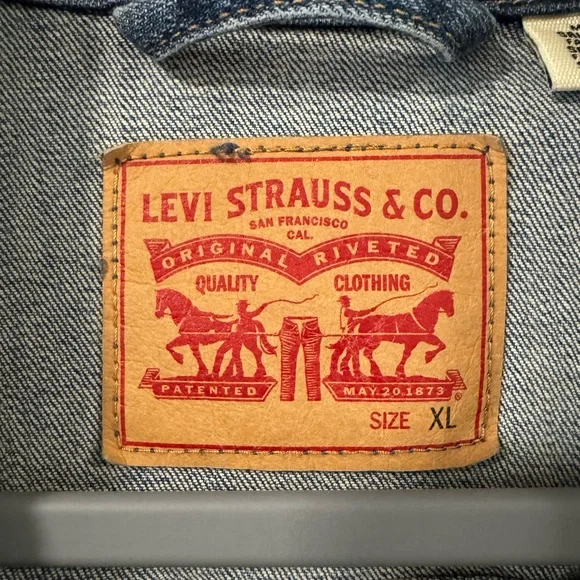 LEVI STRAUSS & CO.
SAN FRANCISCO
CAL.
ORIGINAL RIVETED
QUALITY CLOTHING
PATENTED MAY 20, 1873
®
SIZE XL